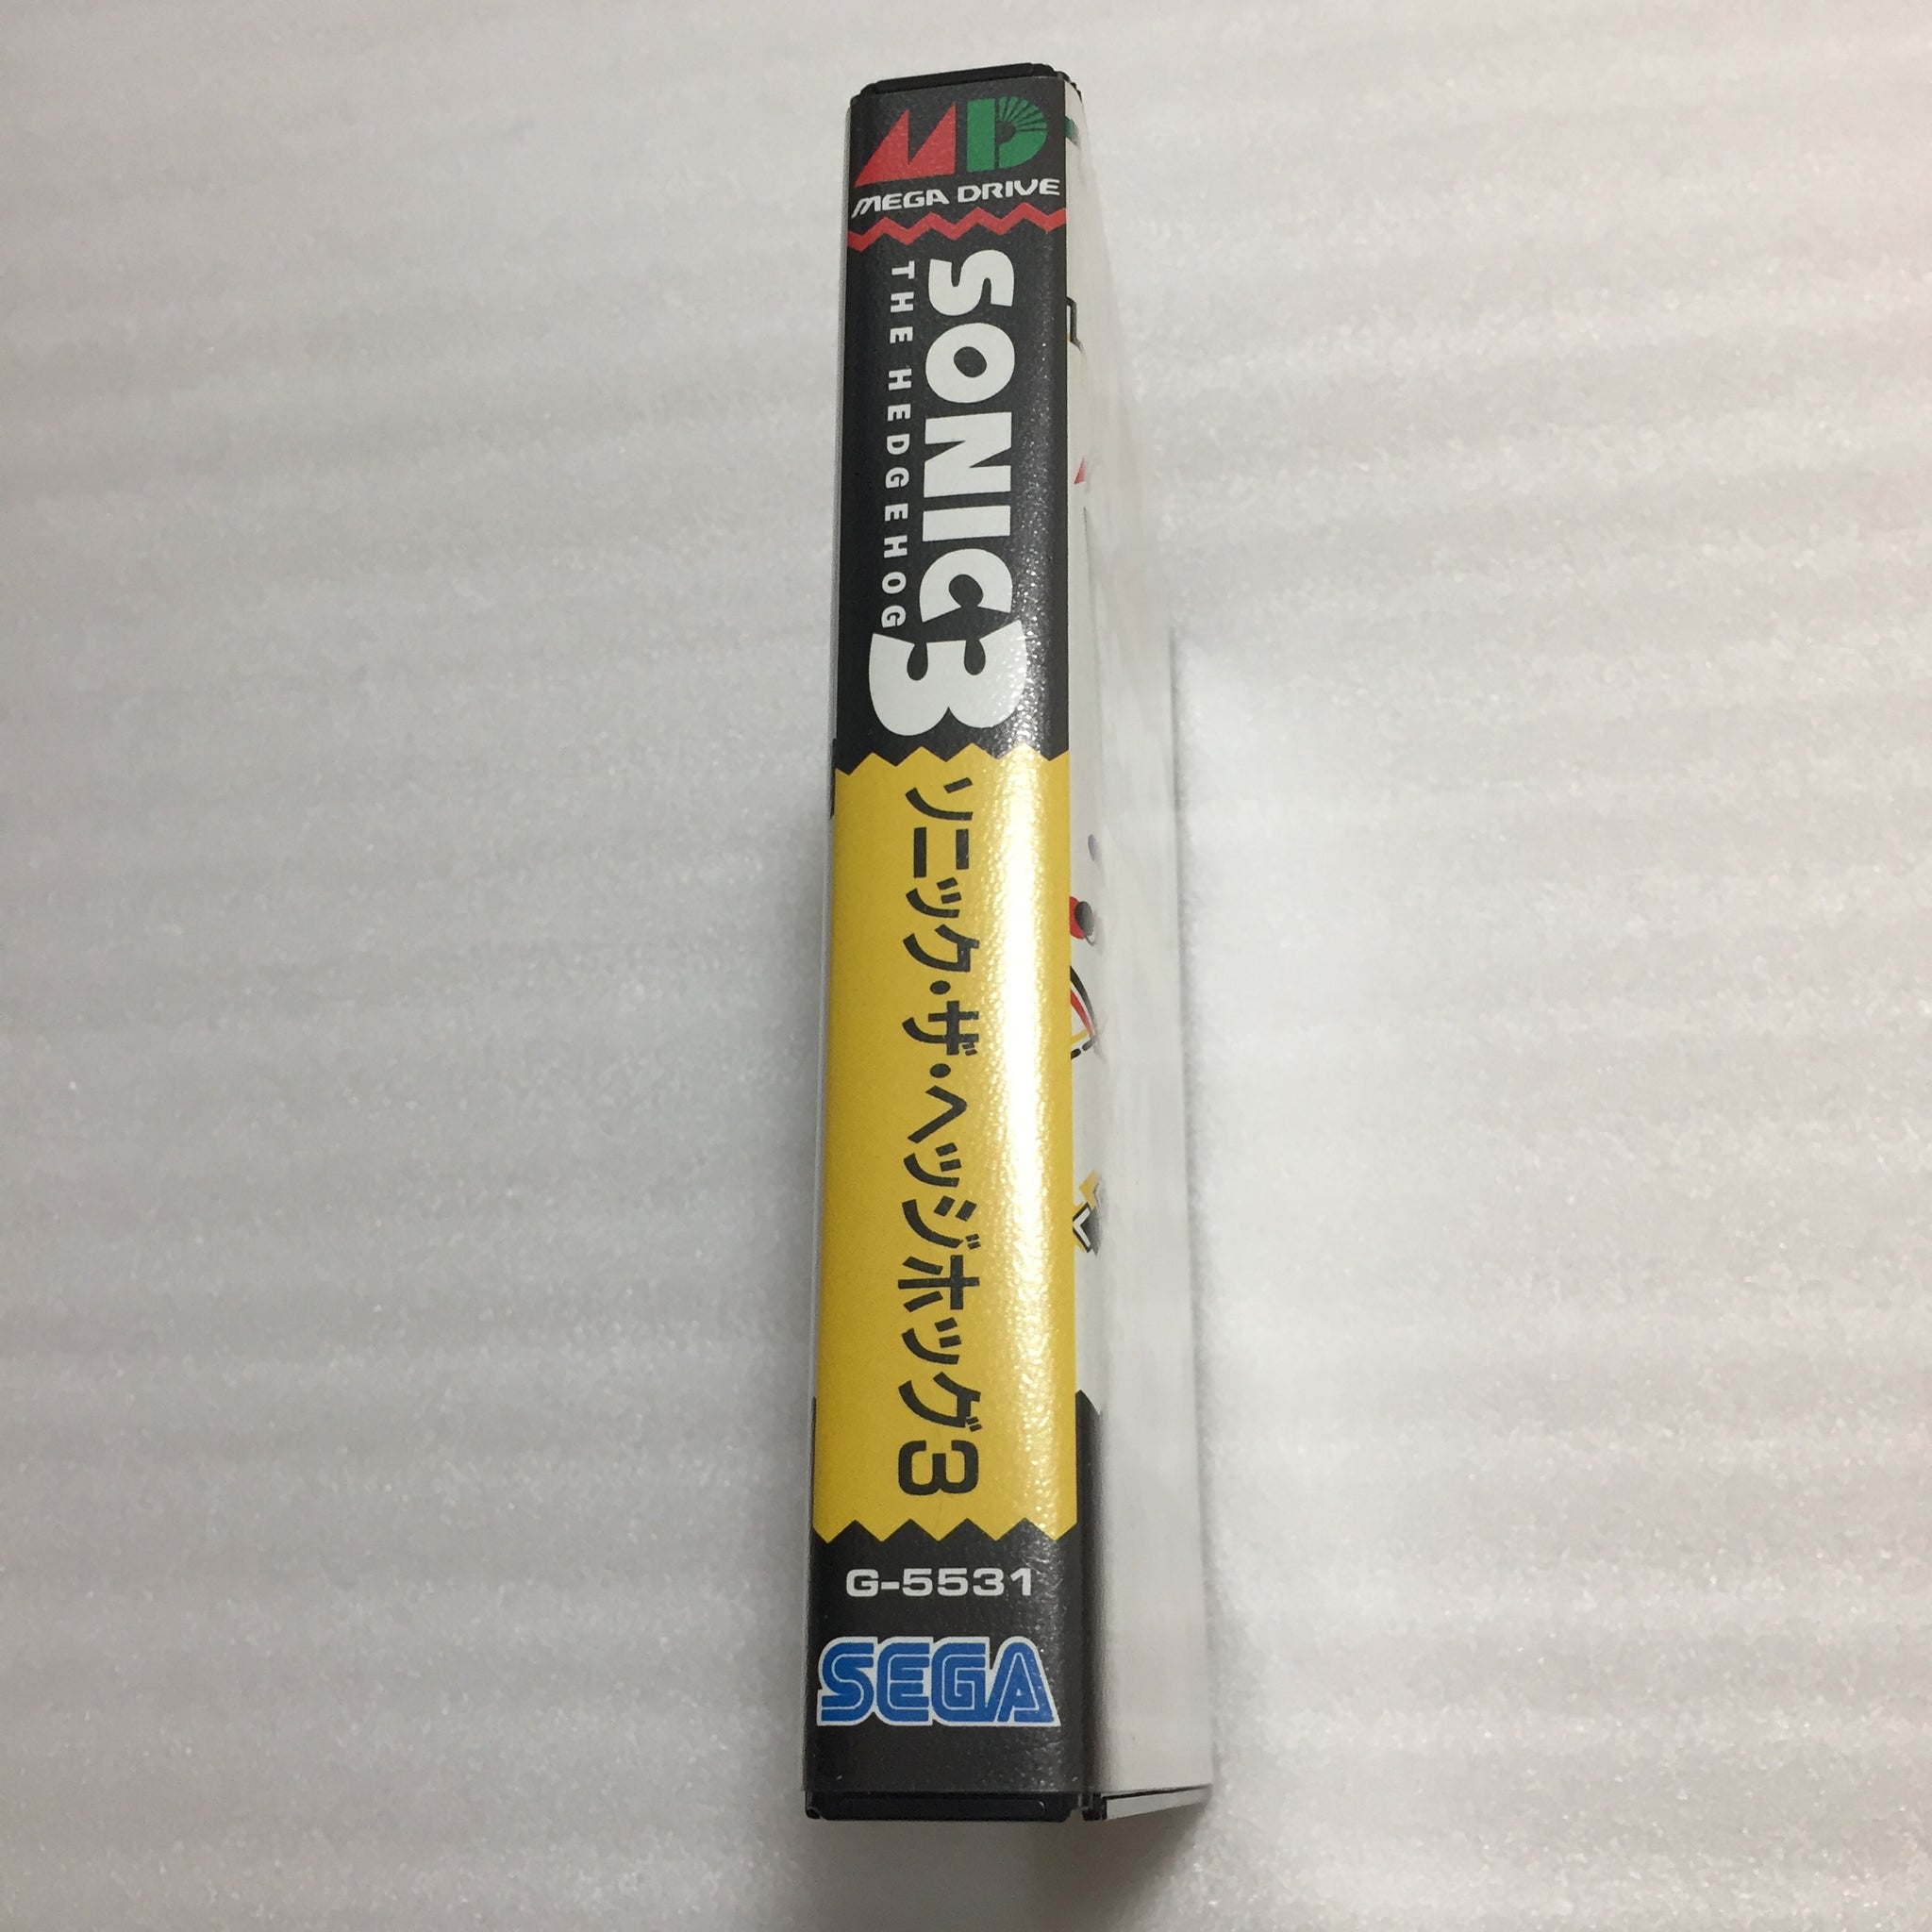 MD
MEGA DRIVE
SONIC 3
THE HEDGEHOG
ソニック・ザ・ヘッジホッグ3
G-5531
SEGA